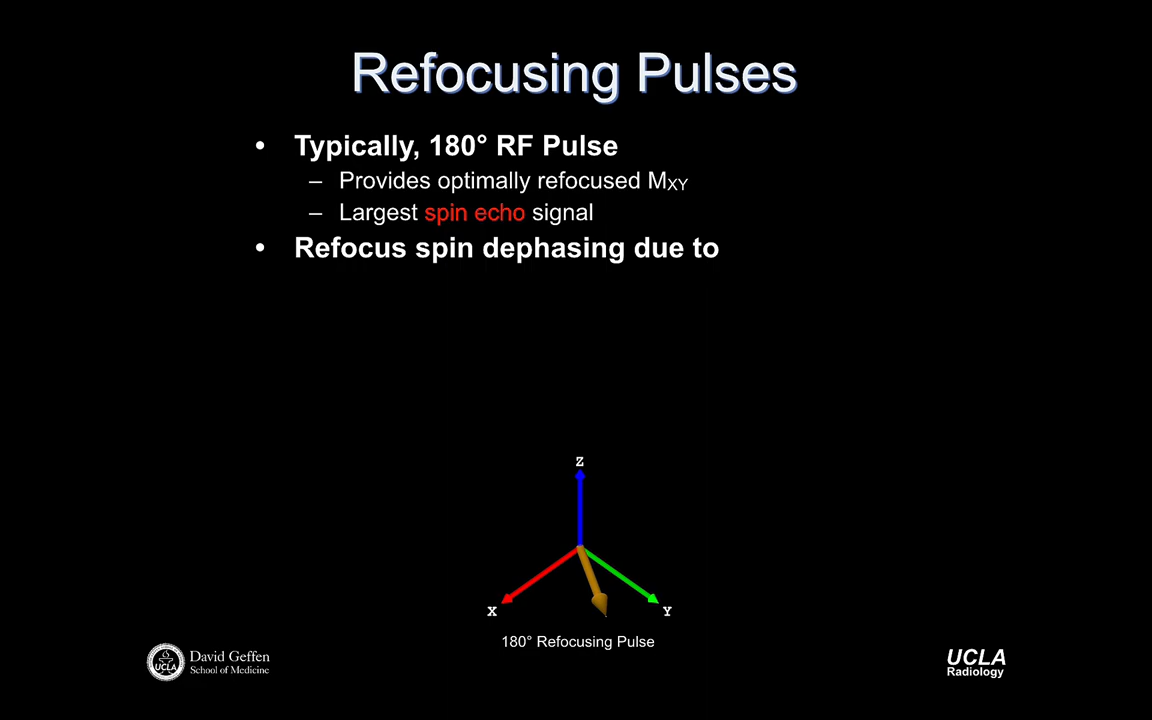 Refocusing Pulses
• Typically, 180° RF Pulse
– Provides optimally refocused MXY
– Largest spin echo signal
• Refocus spin dephasing due to
Z
X
Y
180° Refocusing Pulse
UCLA
David Geffen
School of Medicine
UCLA
Radiology